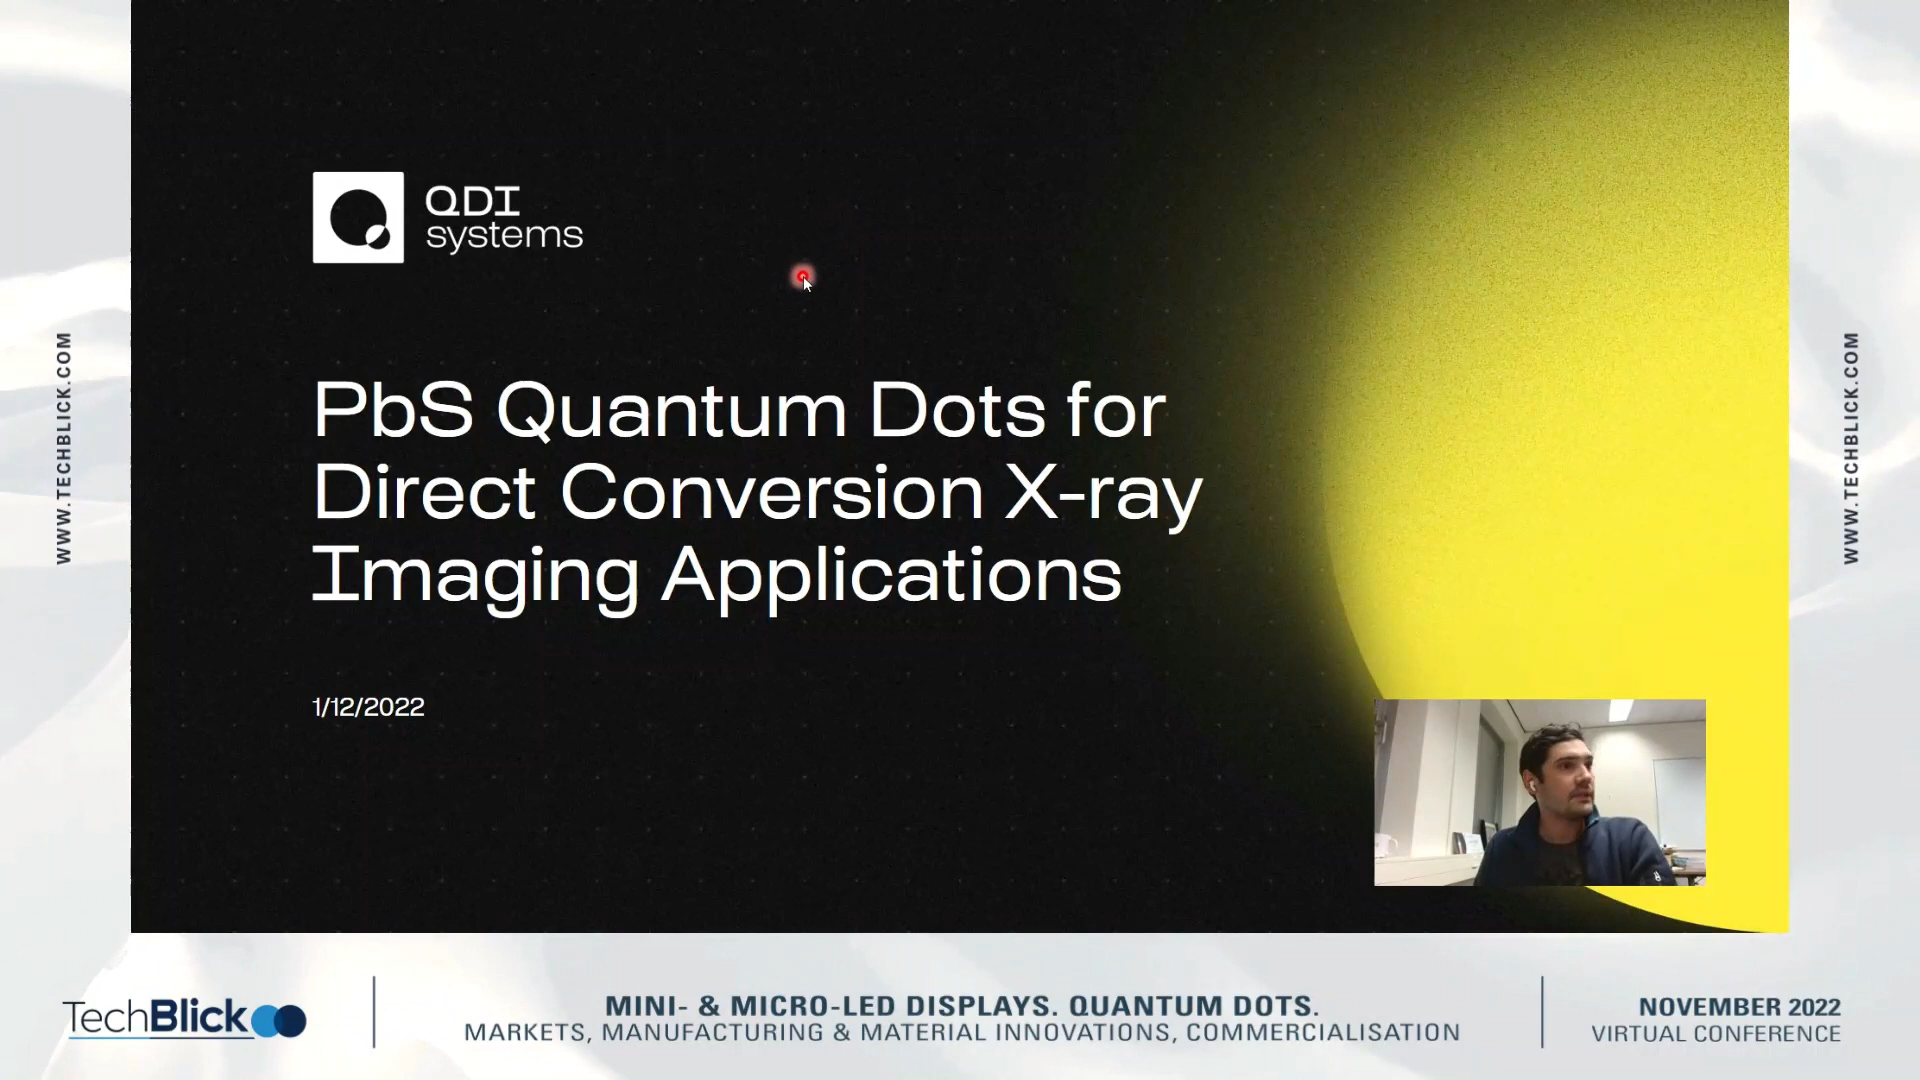 QDI
systems
PbS Quantum Dots for
Direct Conversion X-ray
Imaging Applications
1/12/2022
WWW.TECHBLICK.COM
WWW.TECHBLICK.COM
TechBlick
MINI- & MICRO-LED DISPLAYS. QUANTUM DOTS.
MARKETS, MANUFACTURING & MATERIAL INNOVATIONS, COMMERCIALISATION
NOVEMBER 2022
VIRTUAL CONFERENCE